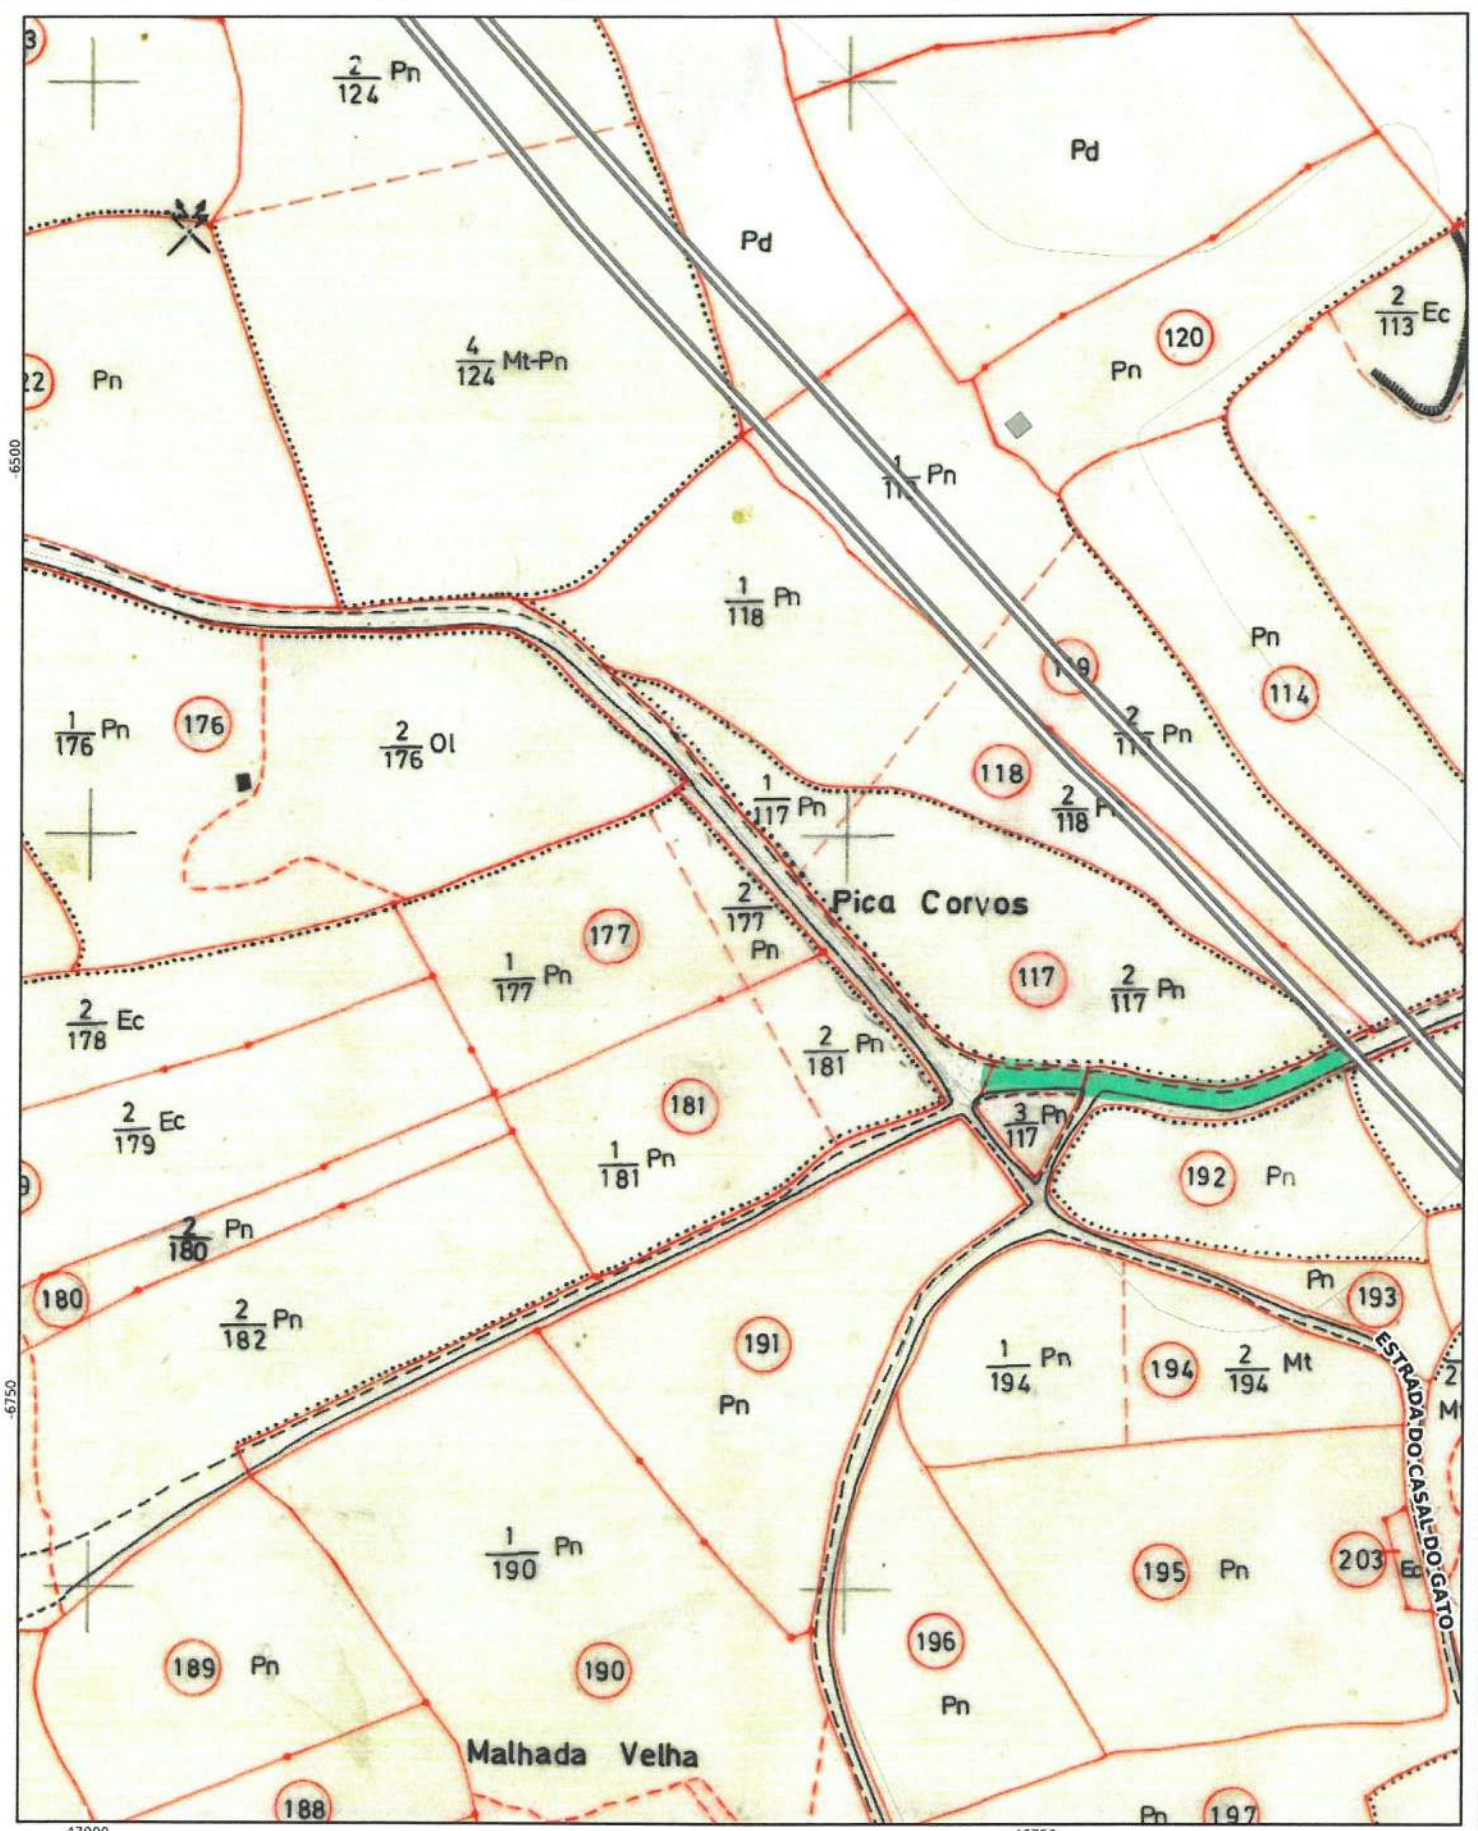 3
2/124 Pn
Pd
Pd
2/113 Ec
120
Pn
22
Pn
4/124 Mt-Pn
-6500
Pn
1/118 Pn
Pn
114
1/176 Pn
176
2/176 Ol
Pn
118
2/118
1/117 Pn
2/177
Pn
Pica Corvos
177
1/177 Pn
117
2/117 Pn
2/178 Ec
2/181 Pn
181
2/179 Ec
3/117 Pn
1/181 Pn
192
Pn
9
2/180 Pn
180
Pn
193
2/182 Pn
191
1/194 Pn
194
2/194 Mt
ESTRADA DO CASAL DO GATO
-6750
Pn
1/190 Pn
195
Pn
203
Ec
196
189
Pn
190
Pn
Malhada Velha
188
Pn
197